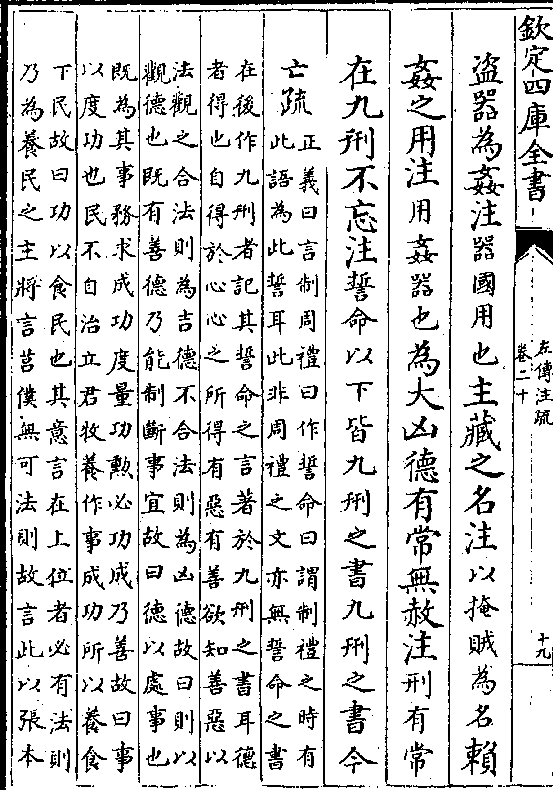 欽定四庫全書
左傳注疏
卷二十
十九
盜器為姦注器國用也主藏之名注以掩賊為名賴
姦之用注用姦器也為大凶德有常無赦注刑有常
在九刑不忘注誓命以下皆九刑之書九刑之書今
亡疏正義曰言制周禮曰作誓命曰謂制禮之時有
此語為此誓耳此非周禮之文亦無誓命之書
在後作九刑者記其誓命之言著於九刑之書耳德
者得也自得於心心之所得有惡有善欲知善惡以
法觀之合法則為吉德不合法則為凶德故曰則以
觀德也既有善德乃能制斷事宜故曰德以處事也
既為其事務求成功度量功勲必功成乃善故曰事
以度功也民不自治立君牧養作事成功所以養食
下民故曰功以食民也其意言在上位者必有法則
乃為養民之主將言莒僕無可法則故言此以張本